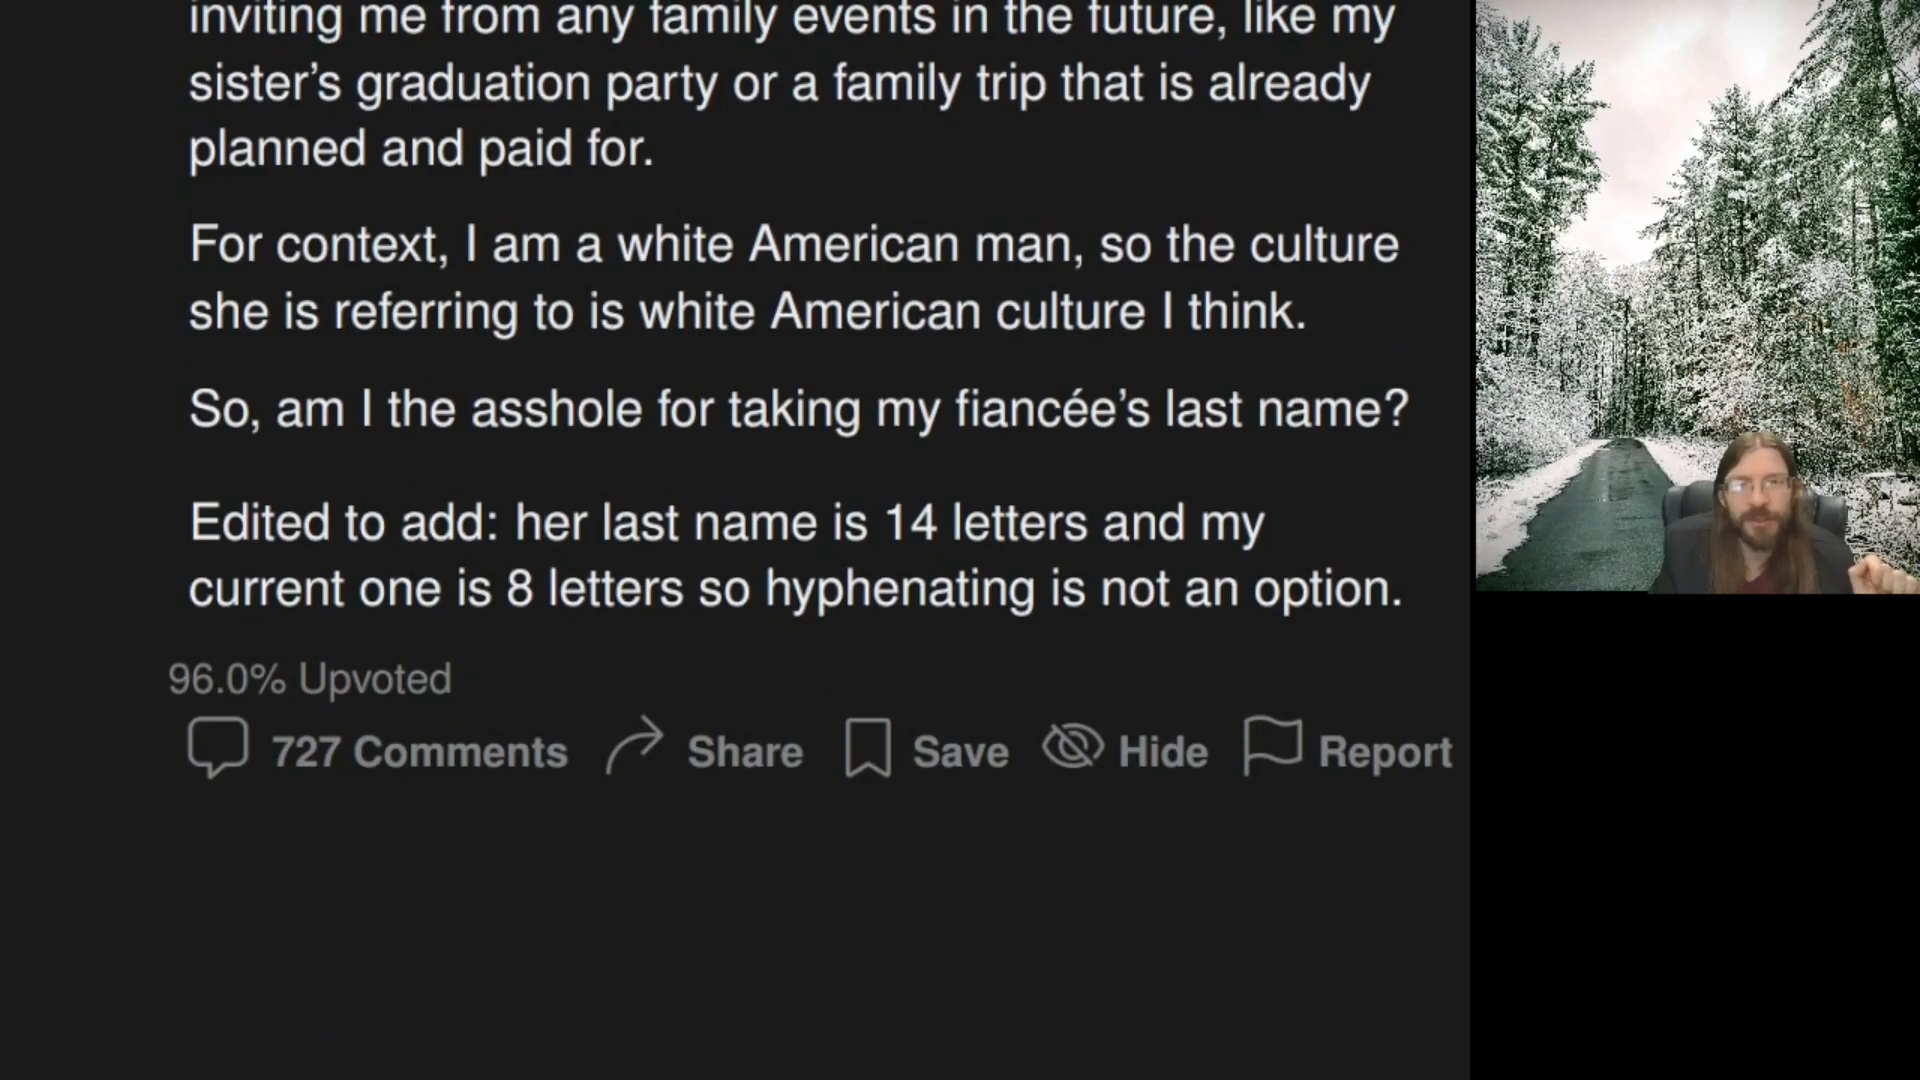 inviting me from any family events in the future, like my
sister’s graduation party or a family trip that is already
planned and paid for.
For context, I am a white American man, so the culture
she is referring to is white American culture I think.
So, am I the asshole for taking my fiancée’s last name?
Edited to add: her last name is 14 letters and my
current one is 8 letters so hyphenating is not an option.
96.0% Upvoted
727 Comments Share Save Hide Report